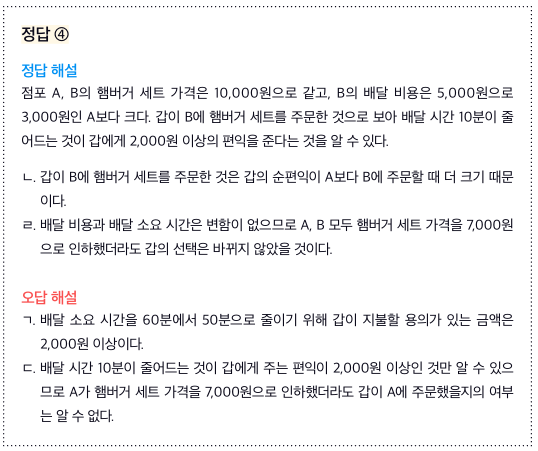 정답 ④
정답 해설
점포 A, B의 햄버거 세트 가격은 10,000원으로 같고, B의 배달 비용은 5,000원으로
3,000원인 A보다 크다. 갑이 B에 햄버거 세트를 주문한 것으로 보아 배달 시간 10분이 줄
어드는 것이 갑에게 2,000원 이상의 편익을 준다는 것을 알 수 있다.
ㄴ. 갑이 B에 햄버거 세트를 주문한 것은 갑의 순편익이 A보다 B에 주문할 때 더 크기 때문
이다.
ㄹ. 배달 비용과 배달 소요 시간은 변함이 없으므로 A, B 모두 햄버거 세트 가격을 7,000원
으로 인하했더라도 갑의 선택은 바뀌지 않았을 것이다.
오답 해설
ㄱ. 배달 소요 시간을 60분에서 50분으로 줄이기 위해 갑이 지불할 용의가 있는 금액은
2,000원 이상이다.
ㄷ. 배달 시간 10분이 줄어드는 것이 갑에게 주는 편익이 2,000원 이상인 것만 알 수 있으
므로 A가 햄버거 세트 가격을 7,000원으로 인하했더라도 갑이 A에 주문했을지의 여부
는 알 수 없다.